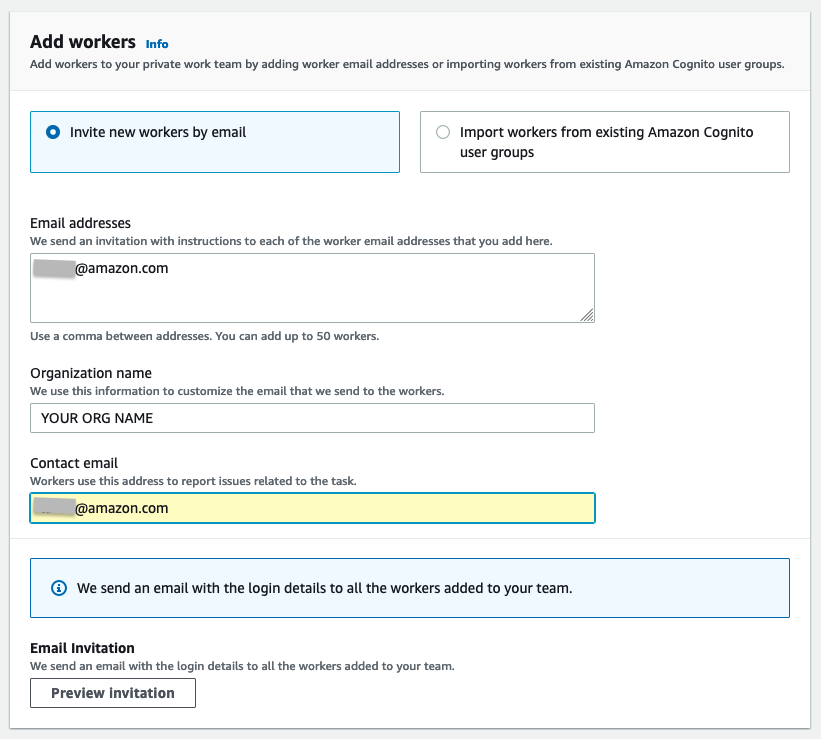 Add workers Info
Add workers to your private work team by adding worker email addresses or importing workers from existing Amazon Cognito user groups.
Invite new workers by email
Import workers from existing Amazon Cognito
user groups
Email addresses
We send an invitation with instructions to each of the worker email addresses that you add here.
@amazon.com
Use a comma between addresses. You can add up to 50 workers.
Organization name
We use this information to customize the email that we send to the workers.
YOUR ORG NAME
Contact email
Workers use this address to report issues related to the task.
@amazon.com
We send an email with the login details to all the workers added to your team.
Email Invitation
We send an email with the login details to all the workers added to your team.
Preview invitation